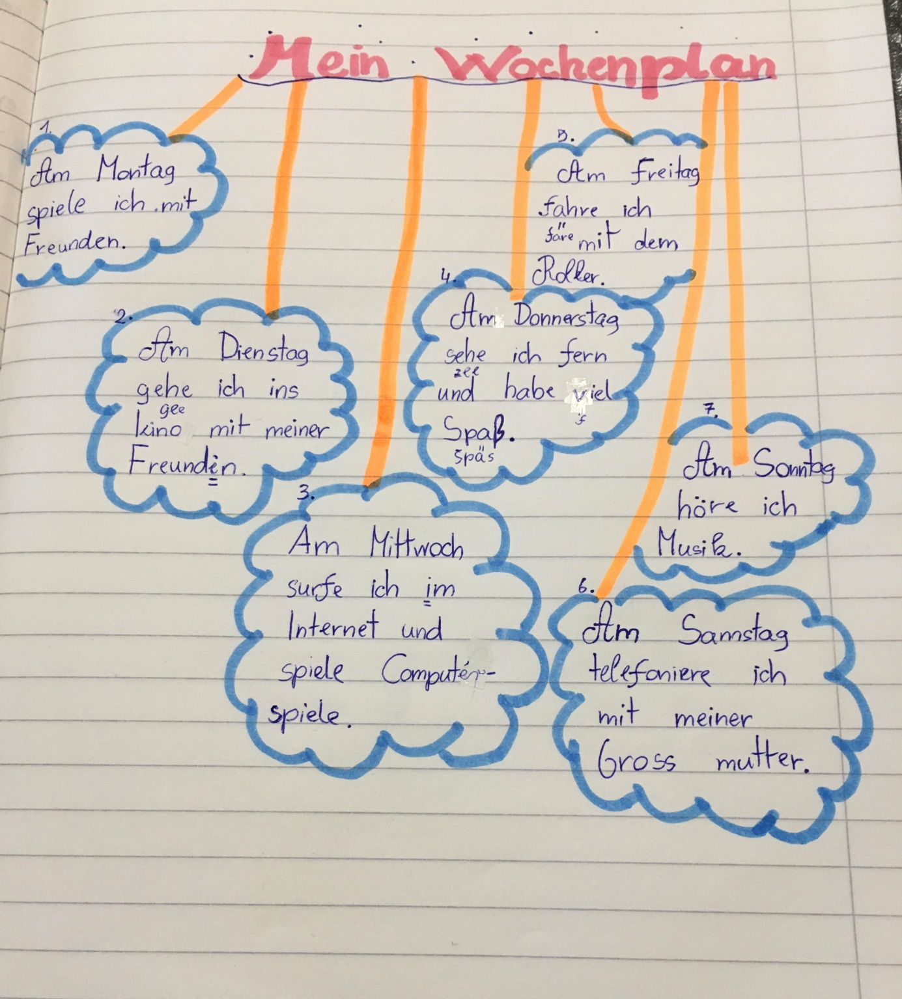 Mein Wochenplan
1.
Am Montag
spiele ich mit
Freunden.
2.
Am Dienstag
gehe ich ins
gee
kino mit meiner
Freundin.
3.
Am Mittwoch
surfe ich im
Internet und
spiele Computer-
spiele.
4.
Am Donnerstag
sehe ich fern
zee
und habe viel
f
Spaß.
Späs
5.
Am Freitag
fahre ich
färe mit dem
Roller.
6.
Am Samstag
telefoniere ich
mit meiner
Gross mutter.
7.
Am Sonntag
höre ich
Musik.